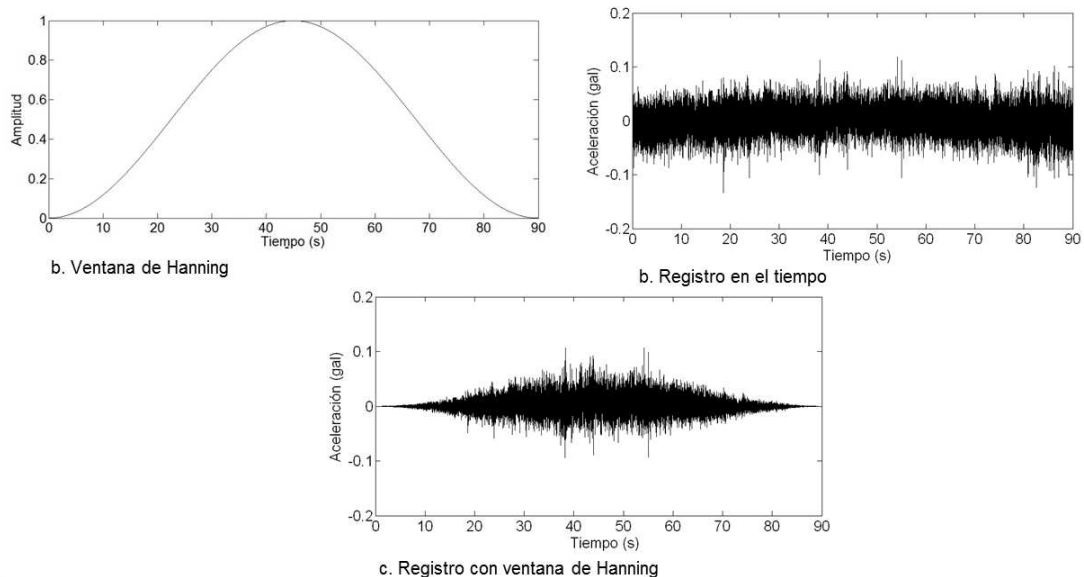 Amplitud
1
0.8
0.6
0.4
0.2
0
0 10 20 30 40 50 60 70 80 90
Tiempo (s)
b. Ventana de Hanning
Aceleración (gal)
0.2
0.1
0
-0.1
-0.2
0 10 20 30 40 50 60 70 80 90
Tiempo (s)
b. Registro en el tiempo
Aceleración (gal)
0.2
0.1
0
-0.1
-0.2
0 10 20 30 40 50 60 70 80 90
Tiempo (s)
c. Registro con ventana de Hanning